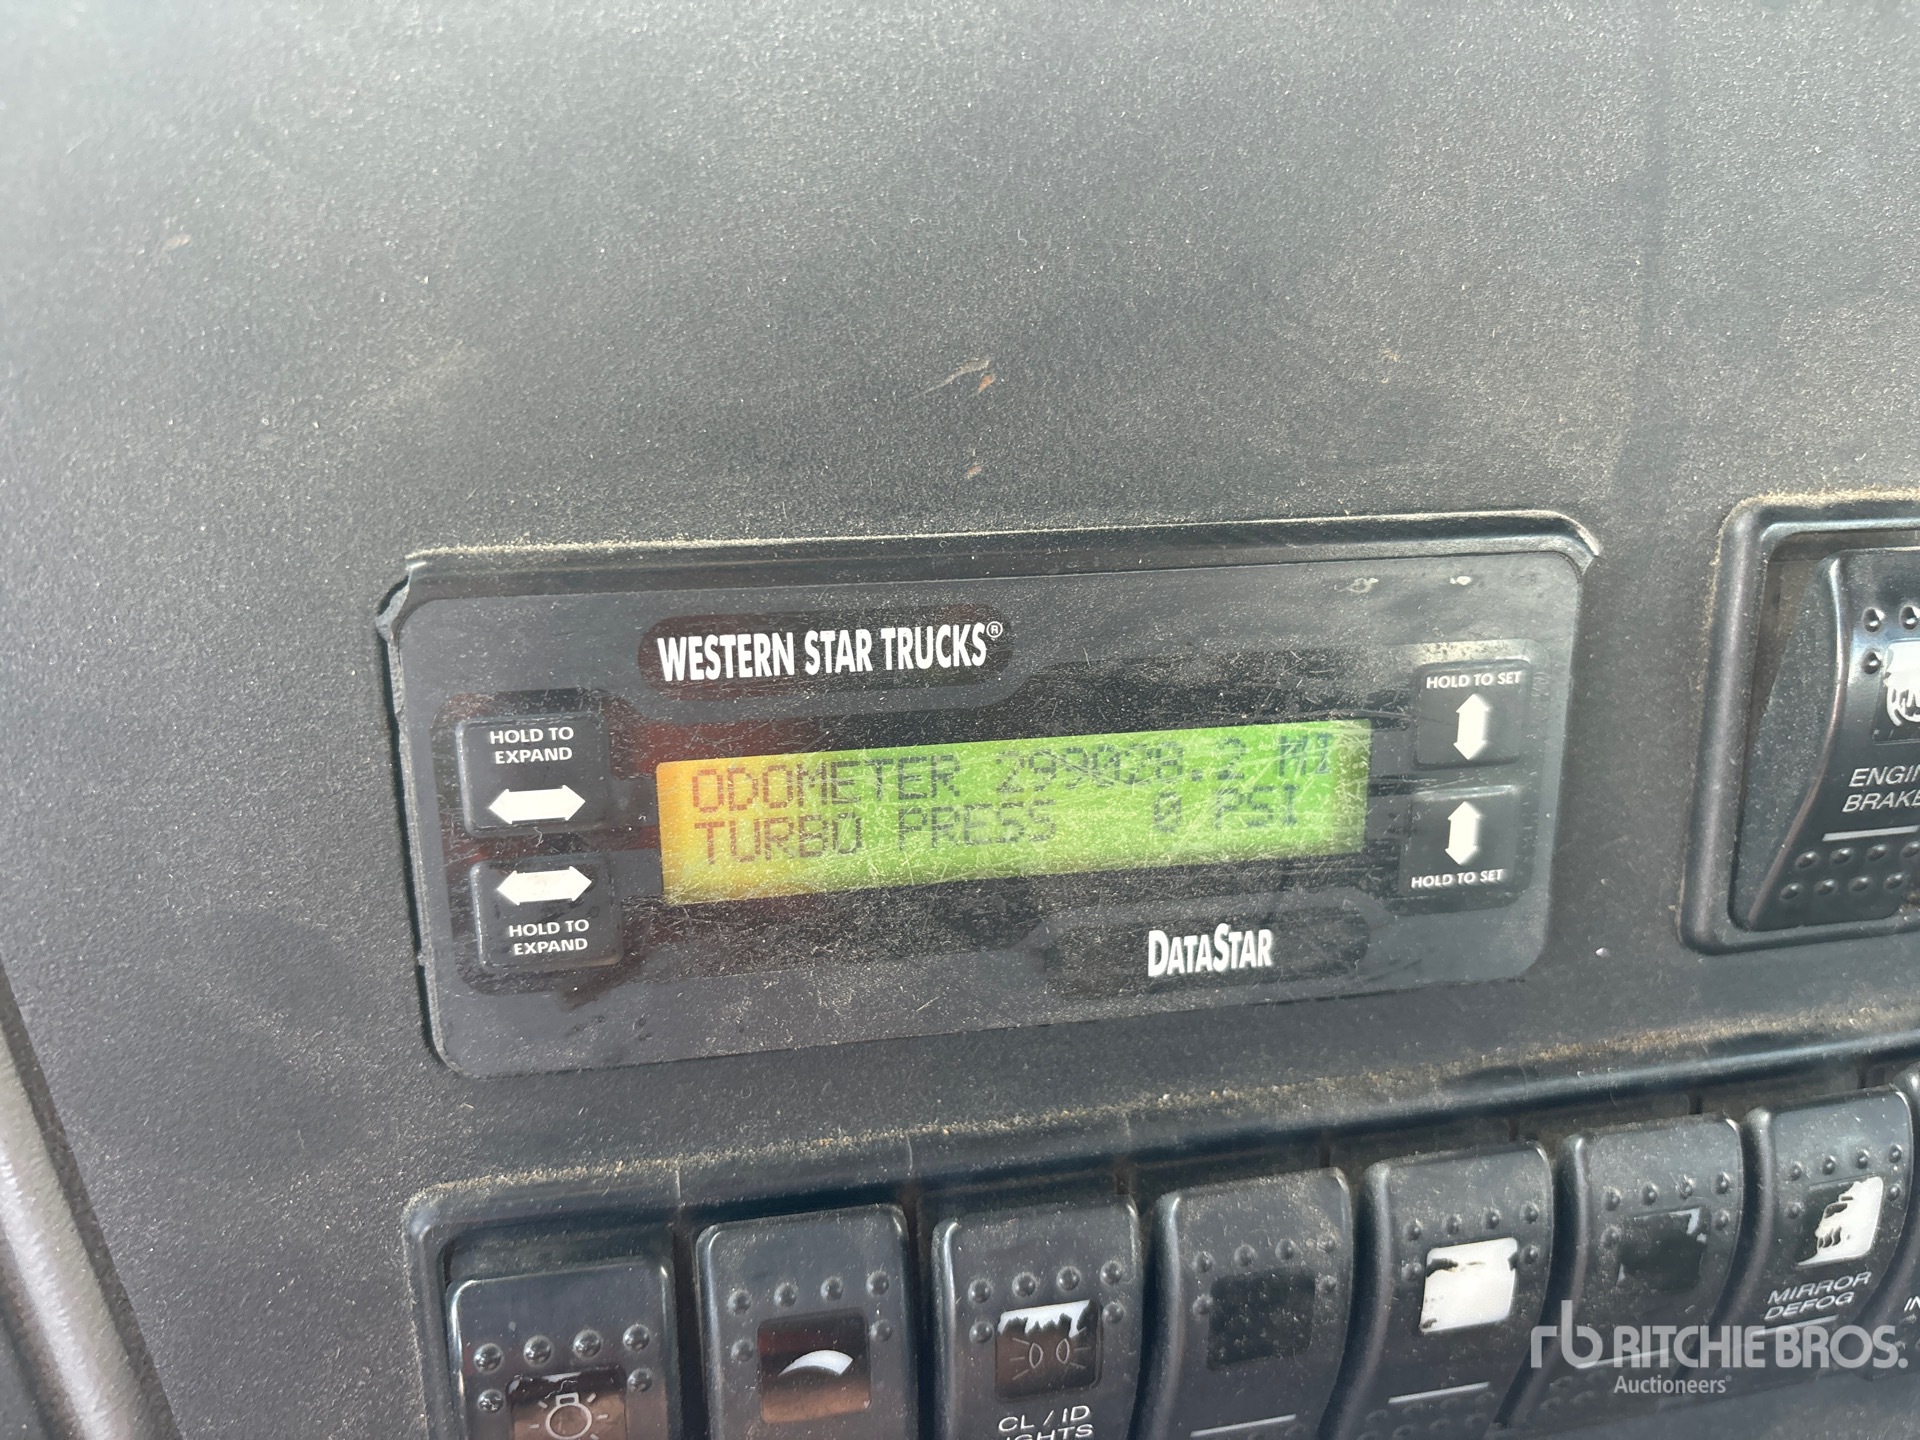 WESTERN STAR TRUCKS®
HOLD TO
EXPAND
HOLD TO SET
ODOMETER 299028.2 MI
TURBO PRESS 0 PSI
HOLD TO
EXPAND
HOLD TO SET
DATASTAR
ENGIN
BRAKE
MIRROR
DEFOG
CL / ID
IGHTS
rb RITCHIE BROS.
Auctioneers